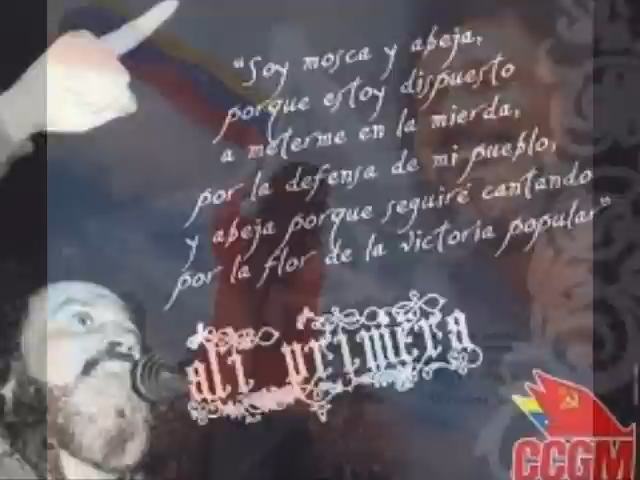 “Soy mosca y abeja,
porque estoy dispuesto
a meterme en la mierda,
por la defensa de mi pueblo,
y abeja porque seguiré cantando
por la flor de la victoria popular”
ali primera
CCGM